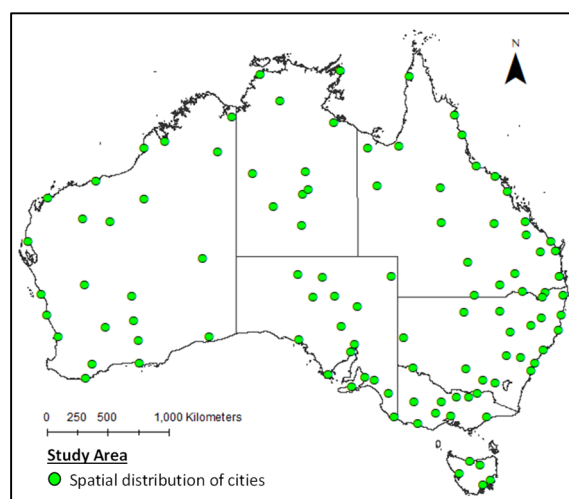 N
0 250 500 1,000 Kilometers
Study Area
Spatial distribution of cities